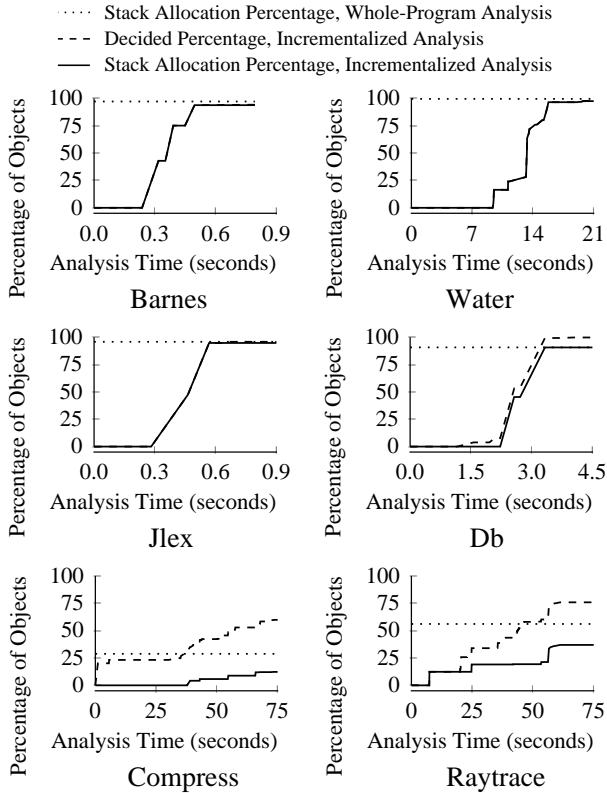 Stack Allocation Percentage, Whole-Program Analysis
Decided Percentage, Incrementalized Analysis
Stack Allocation Percentage, Incrementalized Analysis
Percentage of Objects
100
75
50
25
0
0.0 0.3 0.6 0.9
Analysis Time (seconds)
Barnes
Percentage of Objects
100
75
50
25
0
0 7 14 21
Analysis Time (seconds)
Water
Percentage of Objects
100
75
50
25
0
0.0 0.3 0.6 0.9
Analysis Time (seconds)
Jlex
Percentage of Objects
100
75
50
25
0
0.0 1.5 3.0 4.5
Analysis Time (seconds)
Db
Percentage of Objects
100
75
50
25
0
0 25 50 75
Analysis Time (seconds)
Compress
Percentage of Objects
100
75
50
25
0
0 25 50 75
Analysis Time (seconds)
Raytrace